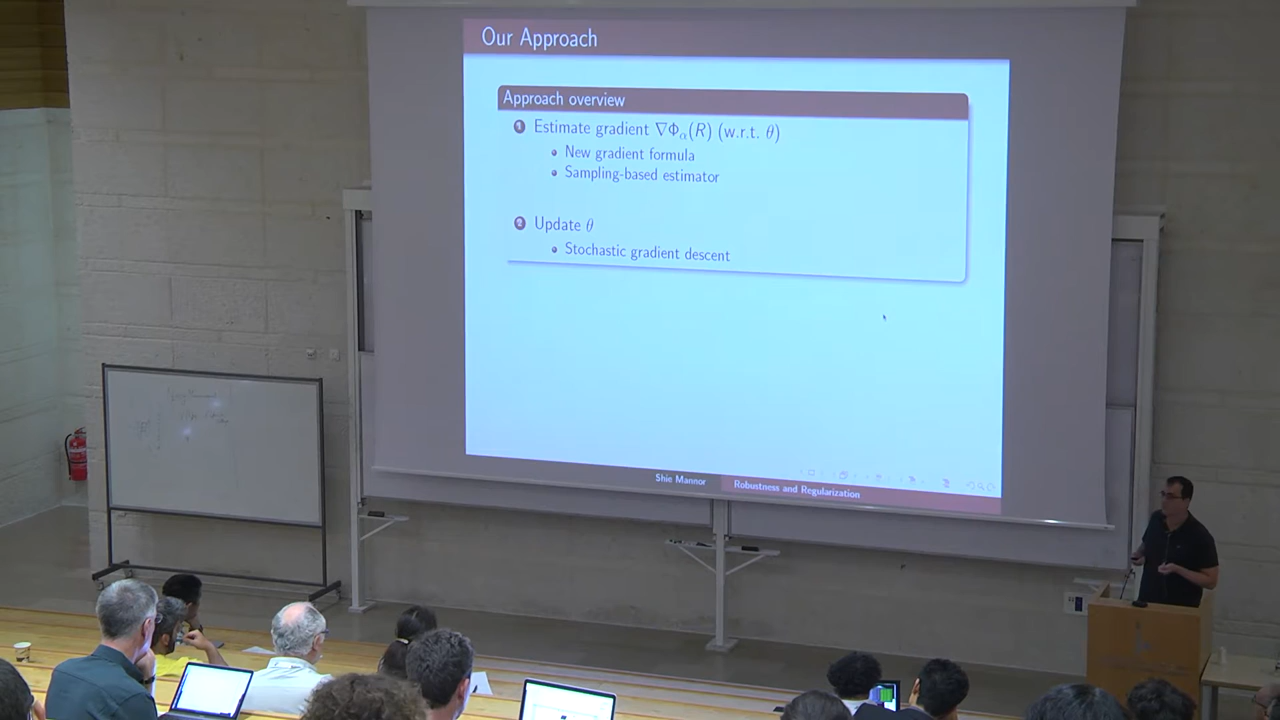 Our Approach
Approach overview
1 Estimate gradient ∇Φα(R) (w.r.t. θ)
New gradient formula
Sampling-based estimator
2 Update θ
Stochastic gradient descent
Shie Mannor Robustness and Regularization